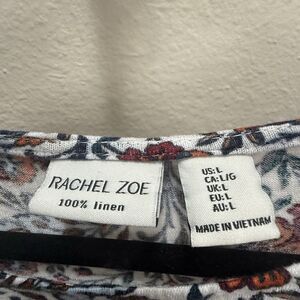 RACHEL ZOE
100% linen
US:L
CA:L/G
UK:L
EU:L
AU:L
MADE IN VIETNAM